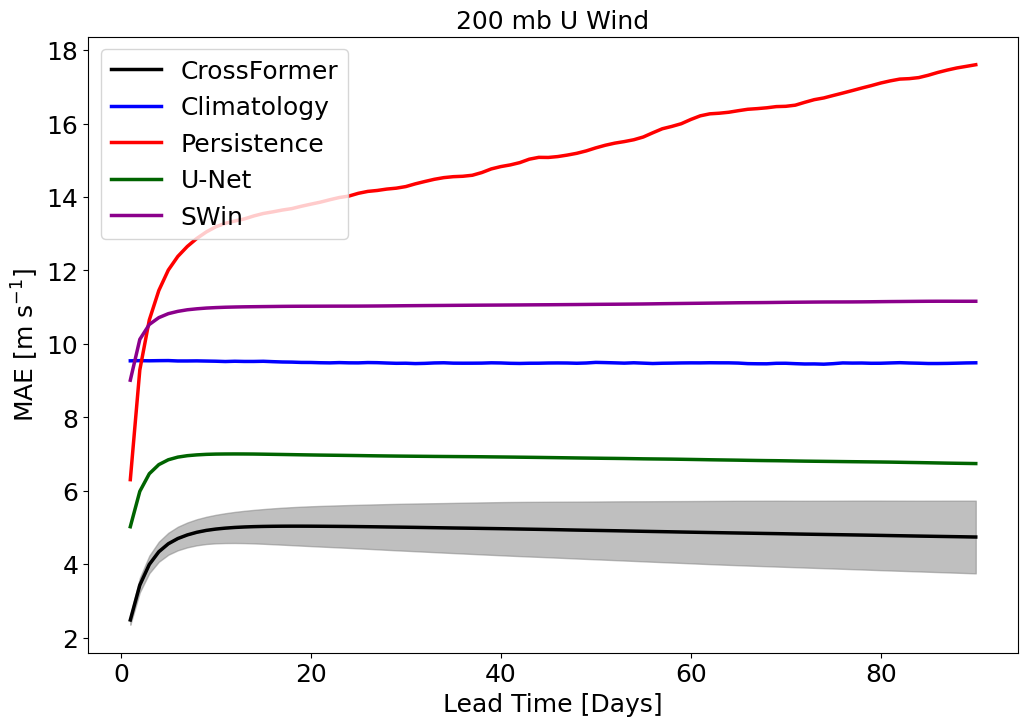 200 mb U Wind
CrossFormer
Climatology
Persistence
U-Net
SWin
MAE [m s⁻¹]
18
16
14
12
10
8
6
4
2
0 20 40 60 80
Lead Time [Days]